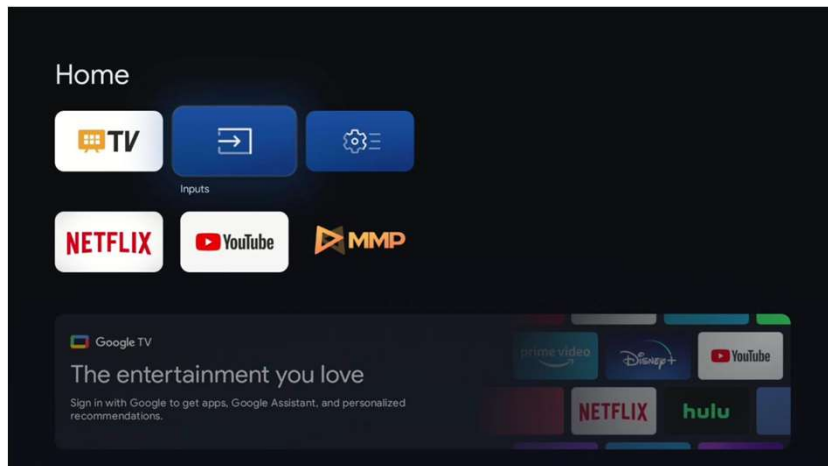 Home
TV
Inputs
NETFLIX
YouTube
MMP
Google TV
The entertainment you love
Sign in with Google to get apps, Google Assistant, and personalized
recommendations.
prime video
Disney+
YouTube
NETFLIX
hulu